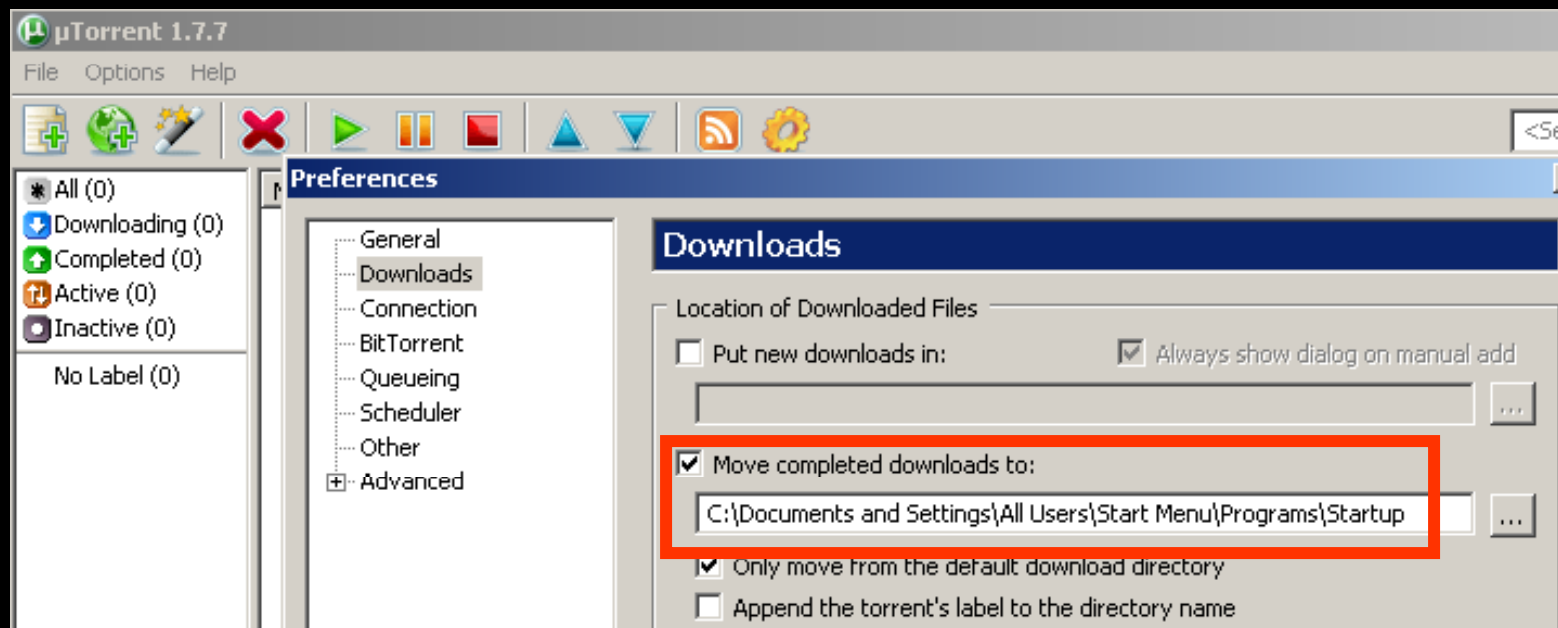 µTorrent 1.7.7
File Options Help
<Se
All (0)
Downloading (0)
Completed (0)
Active (0)
Inactive (0)
No Label (0)
Preferences
General
Downloads
Connection
BitTorrent
Queueing
Scheduler
Other
Advanced
Downloads
Location of Downloaded Files
Put new downloads in: Always show dialog on manual add
...
Move completed downloads to:
C:\Documents and Settings\All Users\Start Menu\Programs\Startup ...
Only move from the default download directory
Append the torrent's label to the directory name